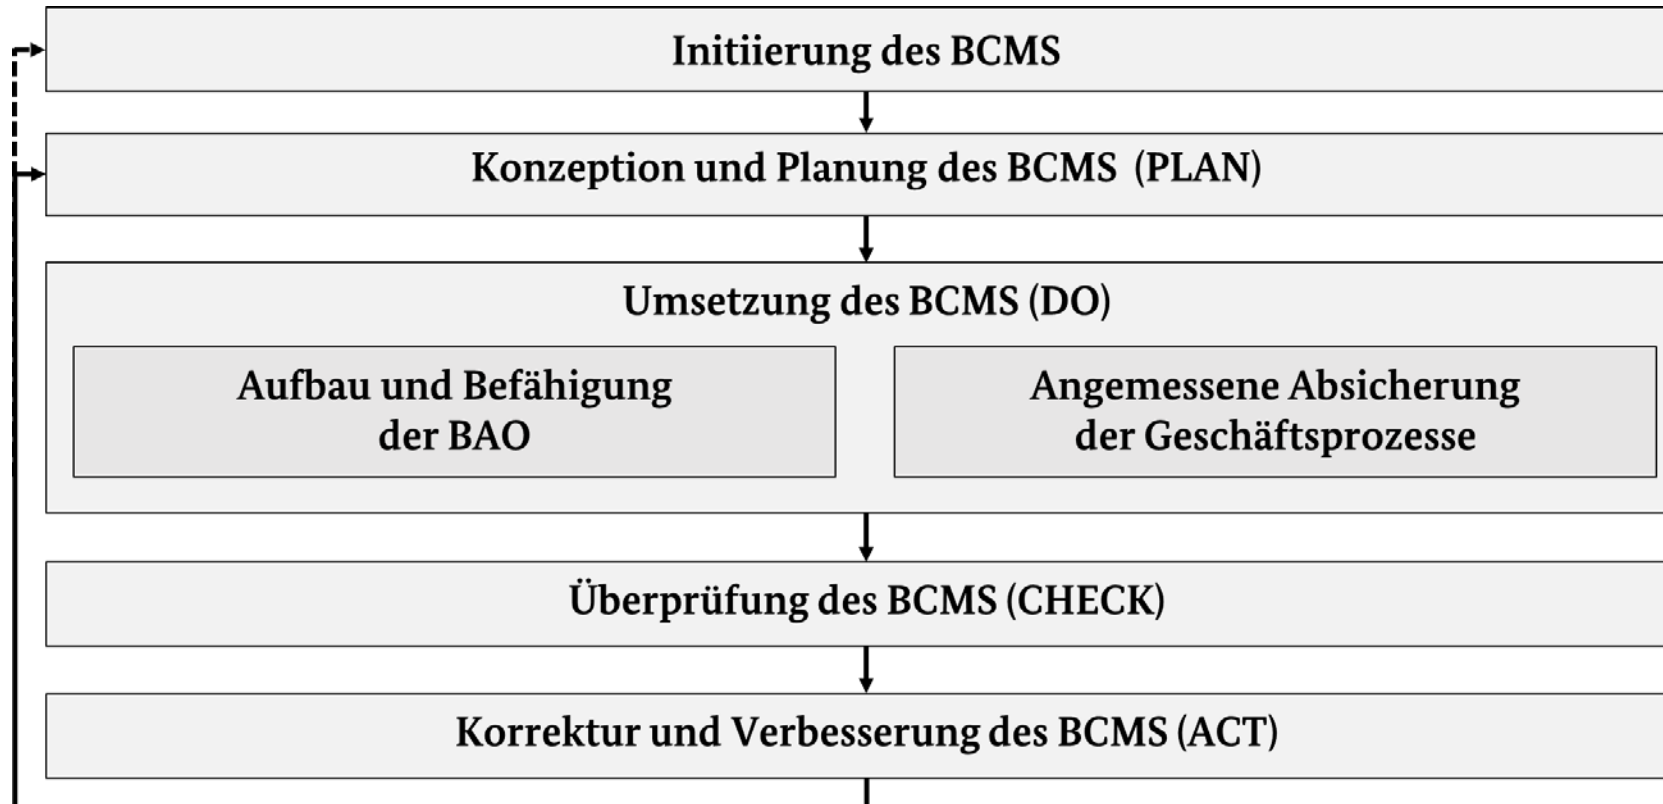 Initiierung des BCMS
Konzeption und Planung des BCMS (PLAN)
Umsetzung des BCMS (DO)
Aufbau und Befähigung
der BAO
Angemessene Absicherung
der Geschäftsprozesse
Überprüfung des BCMS (CHECK)
Korrektur und Verbesserung des BCMS (ACT)